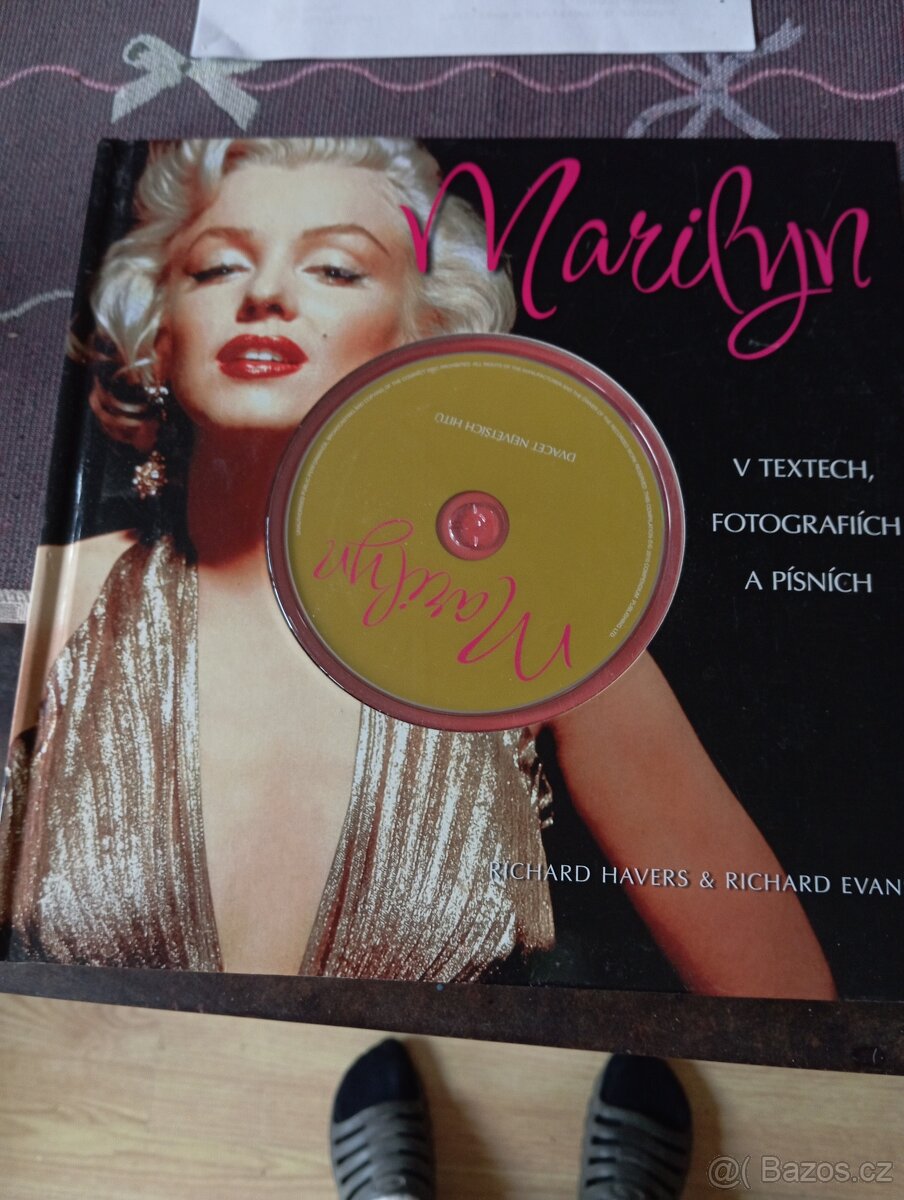 Marilyn
V TEXTECH,
FOTOGRAFIÍCH
A PÍSNÍCH
DVACET NEJVĚTŠÍCH HITŮ
Marilyn
RICHARD HAVERS & RICHARD EVAN
@( Bazos.cz